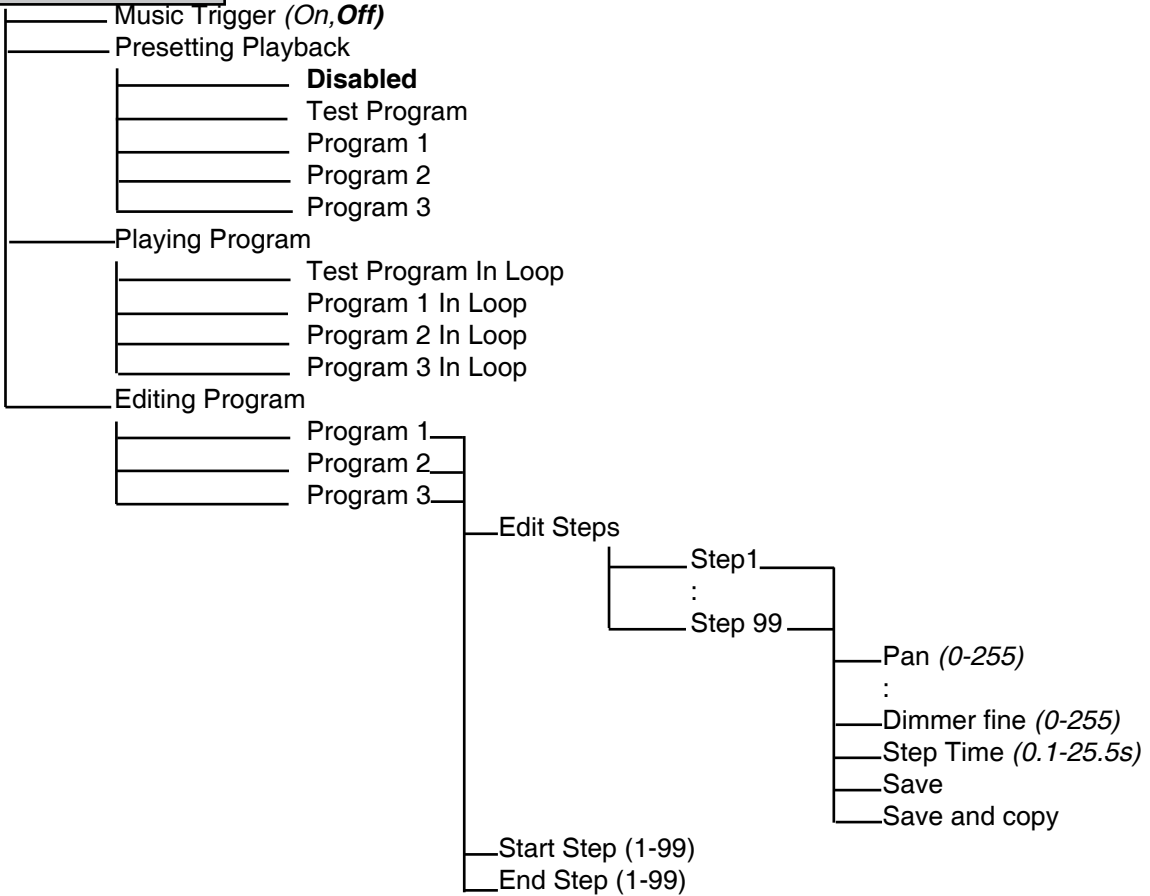 Music Trigger (On,Off)
Presetting Playback
Disabled
Test Program
Program 1
Program 2
Program 3
Playing Program
Test Program In Loop
Program 1 In Loop
Program 2 In Loop
Program 3 In Loop
Editing Program
Program 1
Program 2
Program 3
Edit Steps
Step1
:
Step 99
Pan (0-255)
:
Dimmer fine (0-255)
Step Time (0.1-25.5s)
Save
Save and copy
Start Step (1-99)
End Step (1-99)